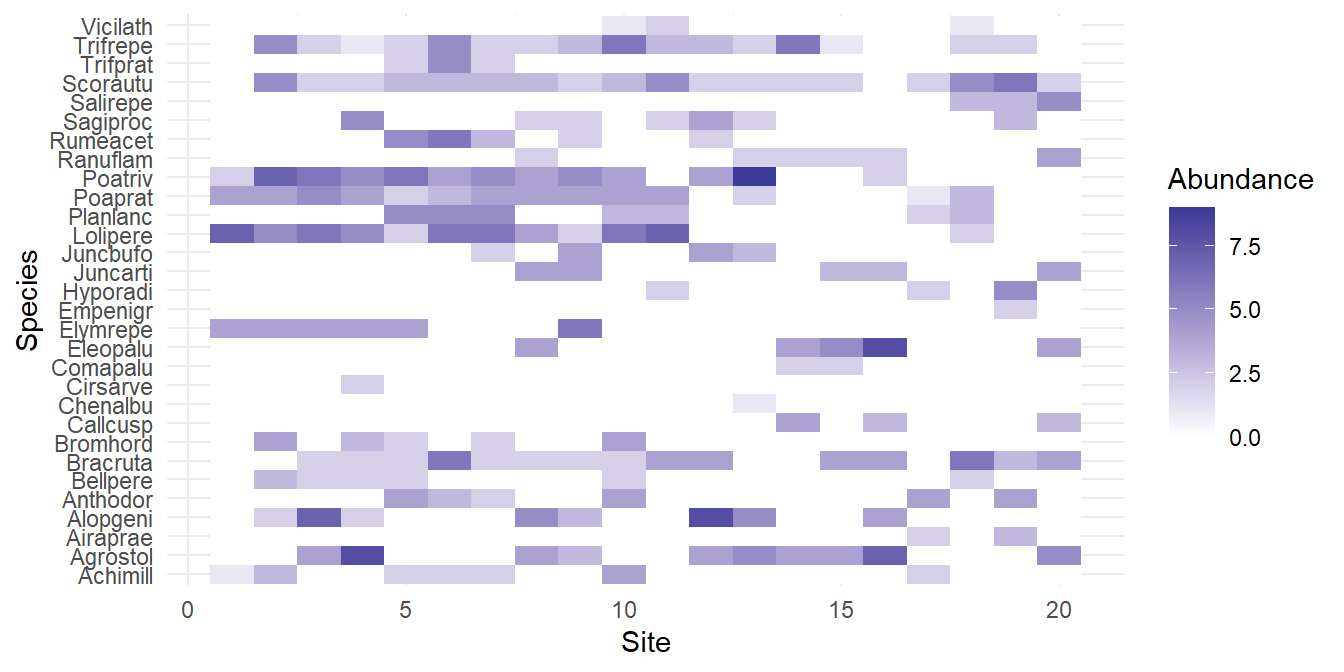 Species
Vicilath
Trifrepe
Trifprat
Scorautu
Salirepe
Sagiproc
Rumeacet
Ranuflam
Poatriv
Poaprat
Planlanc
Lolipere
Juncbufo
Juncarti
Hyporadi
Empenigr
Elymrepe
Eleopalu
Comapalu
Cirsarve
Chenalbu
Callcusp
Bromhord
Bracruta
Bellpere
Anthodor
Alopgeni
Airaprae
Agrostol
Achimill
0 5 10 15 20
Site
Abundance
7.5
5.0
2.5
0.0